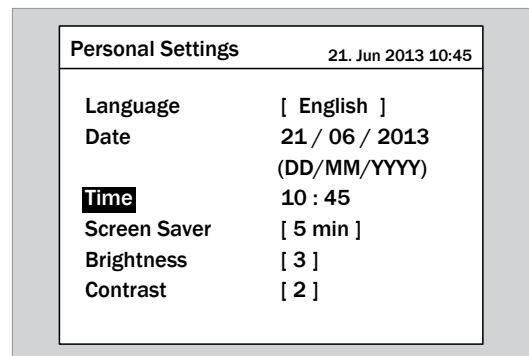 Personal Settings 21. Jun 2013 10:45
Language [ English ]
Date 21 / 06 / 2013
(DD/MM/YYYY)
Time 10 : 45
Screen Saver [ 5 min ]
Brightness [ 3 ]
Contrast [ 2 ]